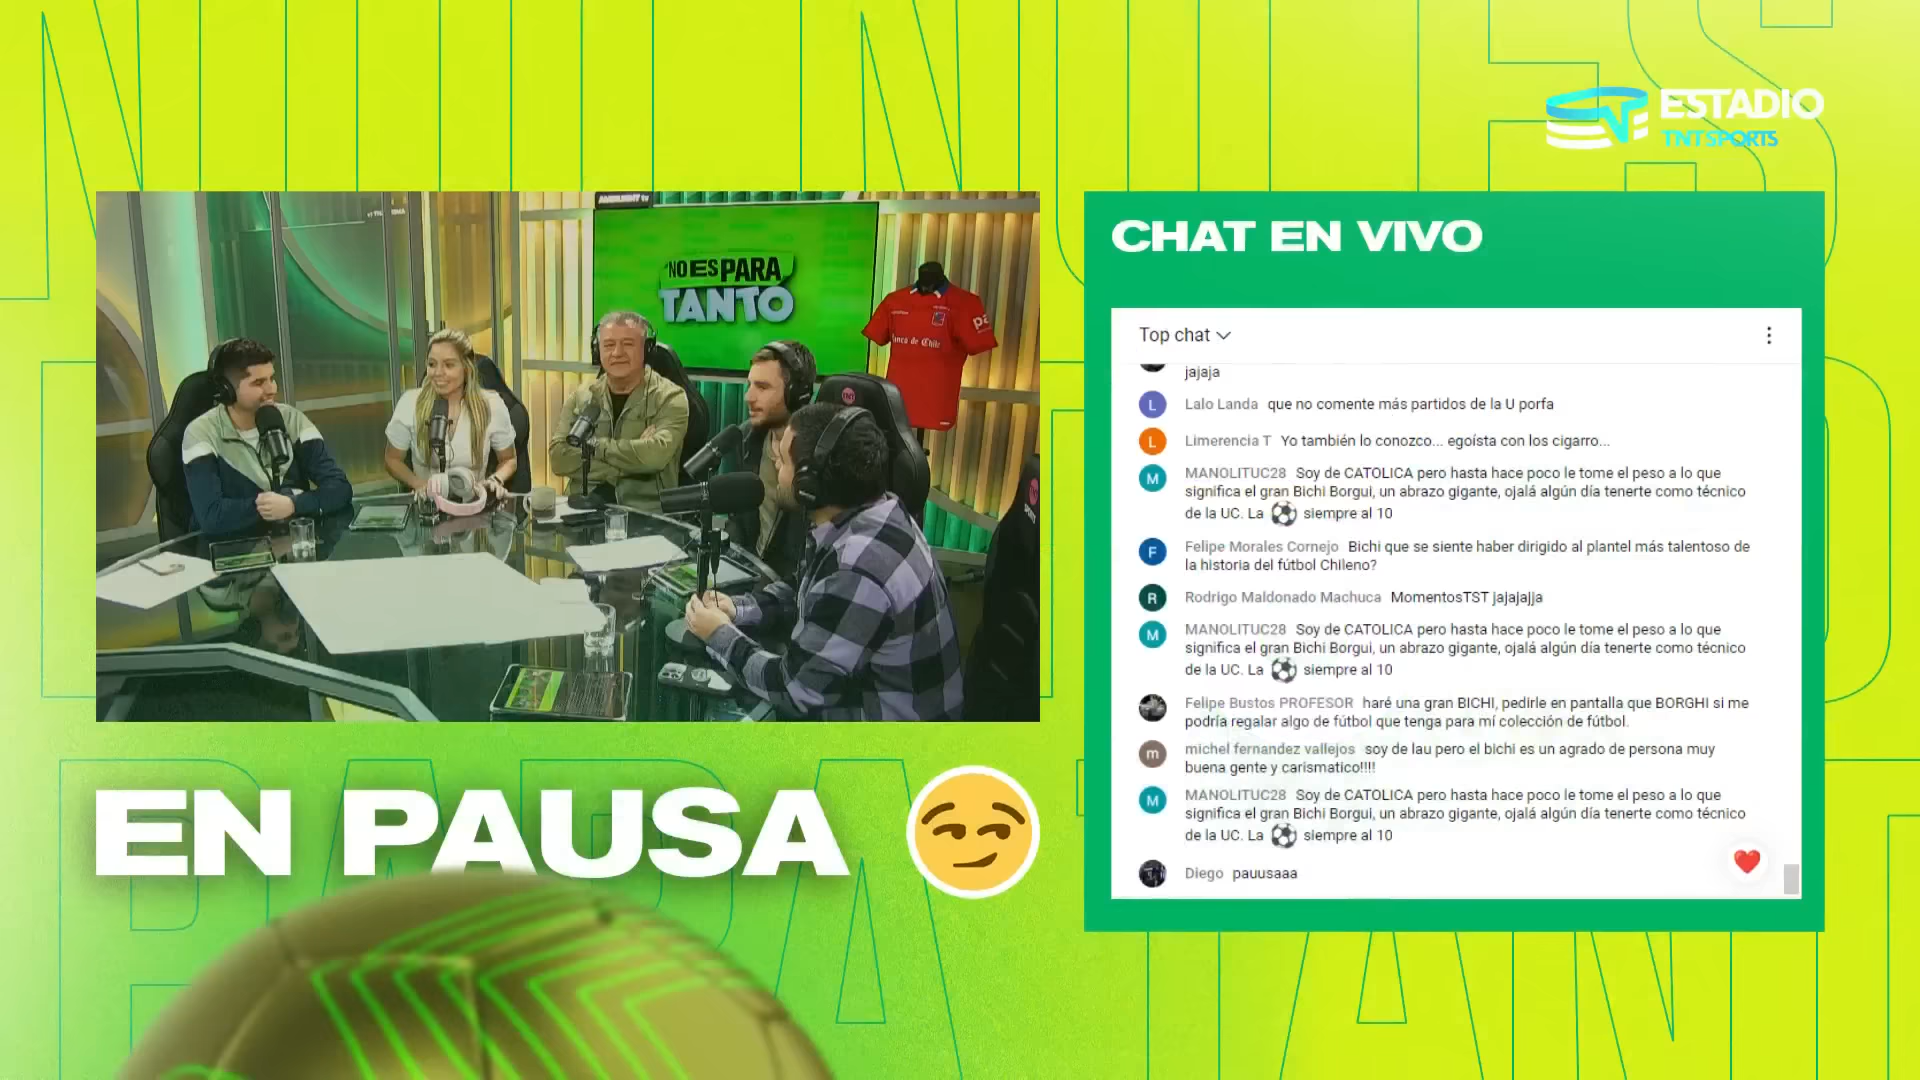 ESTADIO
TNT SPORTS
NO ES PARA
TANTO
CHAT EN VIVO
Top chat
jajaja
L Lalo Landa que no comente más partidos de la U porfa
L Limerencia T Yo también lo conozco... egoísta con los cigarro...
M MANOLITUC28 Soy de CATOLICA pero hasta hace poco le tome el peso a lo que
significa el gran Bichi Borgui, un abrazo gigante, ojalá algún día tenerte como técnico
de la UC. La ⚽ siempre al 10
F Felipe Morales Cornejo Bichi que se siente haber dirigido al plantel más talentoso de
la historia del fútbol Chileno?
R Rodrigo Maldonado Machuca MomentosTST jajajajja
M MANOLITUC28 Soy de CATOLICA pero hasta hace poco le tome el peso a lo que
significa el gran Bichi Borgui, un abrazo gigante, ojalá algún día tenerte como técnico
de la UC. La ⚽ siempre al 10
Felipe Bustos PROFESOR haré una gran BICHI, pedirle en pantalla que BORGHI si me
podría regalar algo de fútbol que tenga para mí colección de fútbol.
m michel fernandez vallejos soy de lau pero el bichi es un agrado de persona muy
buena gente y carismatico!!!!
M MANOLITUC28 Soy de CATOLICA pero hasta hace poco le tome el peso a lo que
significa el gran Bichi Borgui, un abrazo gigante, ojalá algún día tenerte como técnico
de la UC. La ⚽ siempre al 10
Diego pauusaaa
EN PAUSA